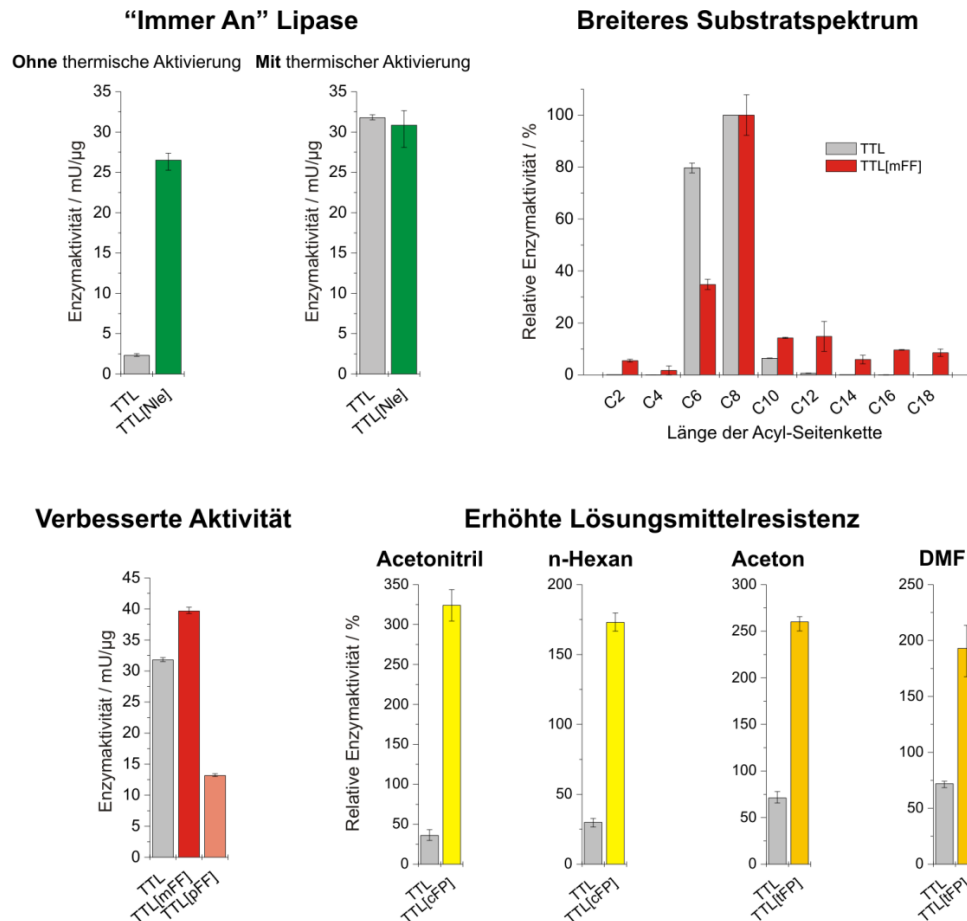 “Immer An” Lipase
Ohne thermische Aktivierung
Mit thermischer Aktivierung
Enzymaktivität / mU/µg
35
30
25
20
15
10
5
0
TTL
TTL[Nle]
Enzymaktivität / mU/µg
35
30
25
20
15
10
5
0
TTL
TTL[Nle]
Breiteres Substratspektrum
Relative Enzymaktivität / %
100
80
60
40
20
0
TTL
TTL[mFF]
C2
C4
C6
C8
C10
C12
C14
C16
C18
Länge der Acyl-Seitenkette
Verbesserte Aktivität
Enzymaktivität / mU/µg
45
40
35
30
25
20
15
10
5
0
TTL
TTL[mFF]
TTL[pFF]
Erhöhte Lösungsmittelresistenz
Acetonitril
Relative Enzymaktivität / %
350
300
250
200
150
100
50
0
TTL
TTL[cFP]
n-Hexan
200
150
100
50
0
TTL
TTL[cFP]
Aceton
300
250
200
150
100
50
0
TTL
TTL[tFP]
DMF
250
200
150
100
50
0
TTL
TTL[tFP]